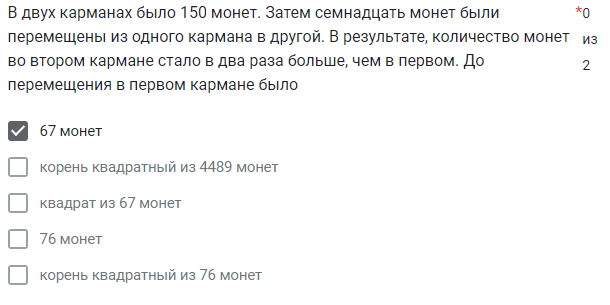 В двух карманах было 150 монет. Затем семнадцать монет были
перемещены из одного кармана в другой. В результате, количество монет
во втором кармане стало в два раза больше, чем в первом. До
перемещения в первом кармане было
*0
из
2
67 монет
корень квадратный из 4489 монет
квадрат из 67 монет
76 монет
корень квадратный из 76 монет